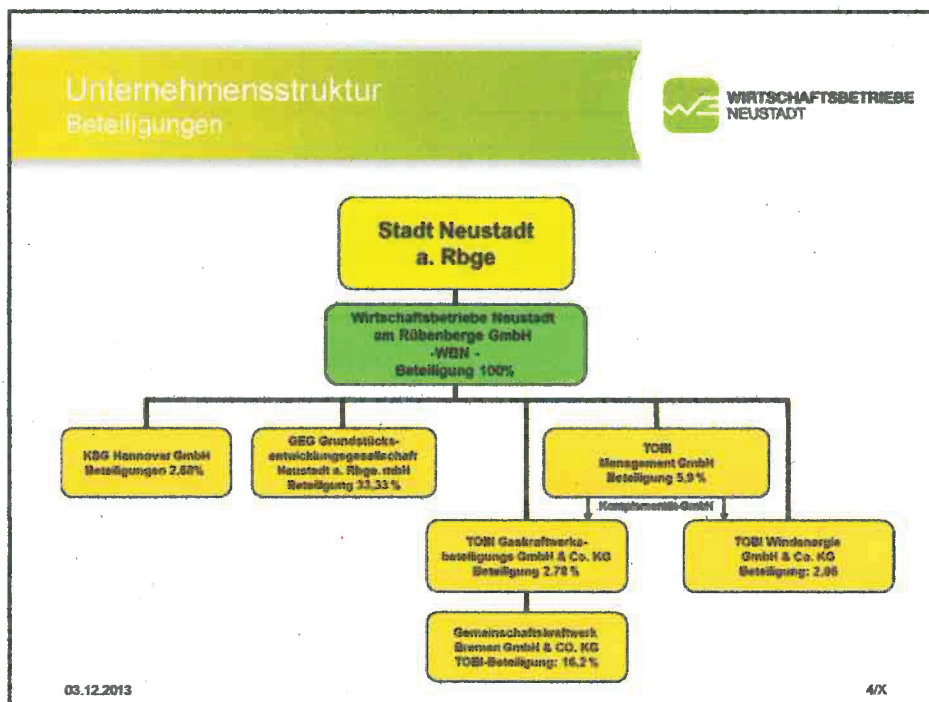 Unternehmensstruktur
Beteiligungen
WIRTSCHAFTSBETRIEBE
NEUSTADT
Stadt Neustadt
a. Rbge
Wirtschaftsbetriebe Neustadt
am Rübenberge GmbH
-WBN -
Beteiligung 100%
KSG Hannover GmbH
Beteiligungen 2,68%
GEG Grundstücks-
entwicklungsgesellschaft
Neustadt a. Rbge. mbH
Beteiligung 33,33 %
TOBI
Management GmbH
Beteiligung 5,9 %
Komplementär-GmbH
TOBI Gaskraftwerks-
beteiligungs GmbH & Co. KG
Beteiligung 2,78 %
TOBI Windenergie
GmbH & Co. KG
Beteiligung: 2,06
Gemeinschaftskraftwerk
Bremen GmbH & CO. KG
TOBI-Beteiligung: 16,2 %
03.12.2013
4/X